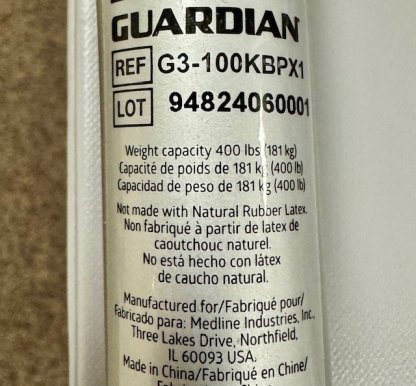 GUARDIAN
REF G3-100KBPX1
LOT 94824060001
Weight capacity 400 lbs (181 kg)
Capacité de poids de 181 kg (400 lb)
Capacidad de peso de 181 kg (400 lb)
Not made with Natural Rubber Latex.
Non fabriqué à partir de latex de
caoutchouc naturel.
No está hecho con látex
de caucho natural.
Manufactured for/Fabriqué pour/
Fabricado para: Medline Industries, Inc.,
Three Lakes Drive, Northfield,
IL 60093 USA.
Made in China/Fabriqué en Chine/